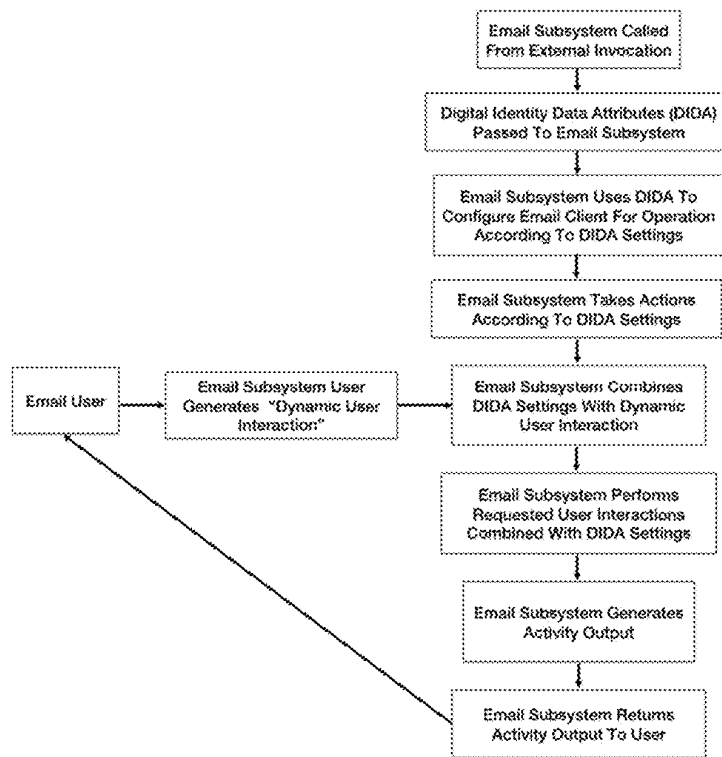 Email Subsystem Called
From External Invocation
Digital Identity Data Attributes (DIDA)
Passed To Email Subsystem
Email Subsystem Uses DIDA To
Configure Email Client For Operation
According To DIDA Settings
Email Subsystem Takes Actions
According To DIDA Settings
Email User
Email Subsystem User
Generates "Dynamic User
Interaction"
Email Subsystem Combines
DIDA Settings With Dynamic
User Interaction
Email Subsystem Performs
Requested User Interactions
Combined With DIDA Settings
Email Subsystem Generates
Activity Output
Email Subsystem Returns
Activity Output To User